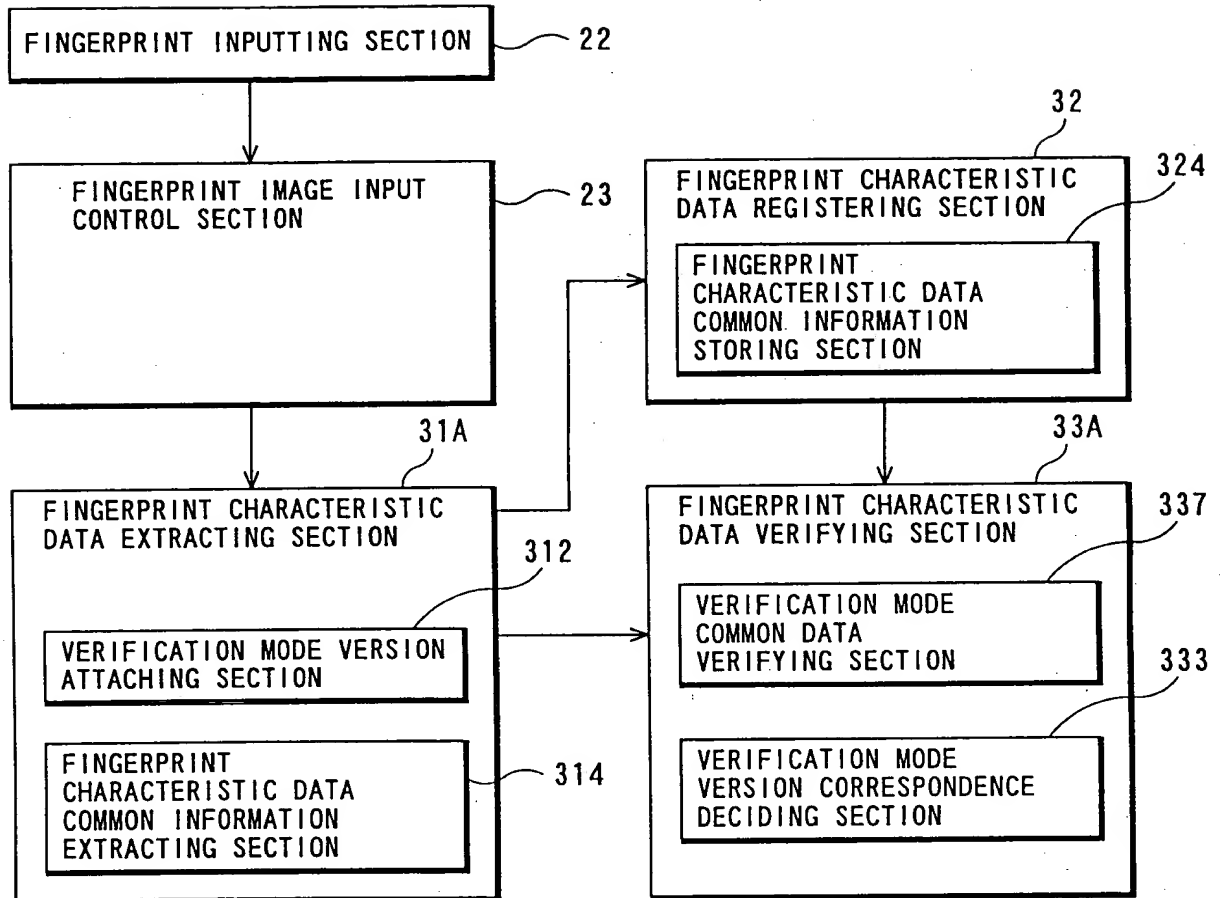 FINGERPRINT INPUTTING SECTION
22
FINGERPRINT IMAGE INPUT
CONTROL SECTION
23
31A
FINGERPRINT CHARACTERISTIC
DATA EXTRACTING SECTION
312
VERIFICATION MODE VERSION
ATTACHING SECTION
FINGERPRINT
CHARACTERISTIC DATA
COMMON INFORMATION
EXTRACTING SECTION
314
32
FINGERPRINT CHARACTERISTIC
DATA REGISTERING SECTION
324
FINGERPRINT
CHARACTERISTIC DATA
COMMON INFORMATION
STORING SECTION
33A
FINGERPRINT CHARACTERISTIC
DATA VERIFYING SECTION
337
VERIFICATION MODE
COMMON DATA
VERIFYING SECTION
333
VERIFICATION MODE
VERSION CORRESPONDENCE
DECIDING SECTION